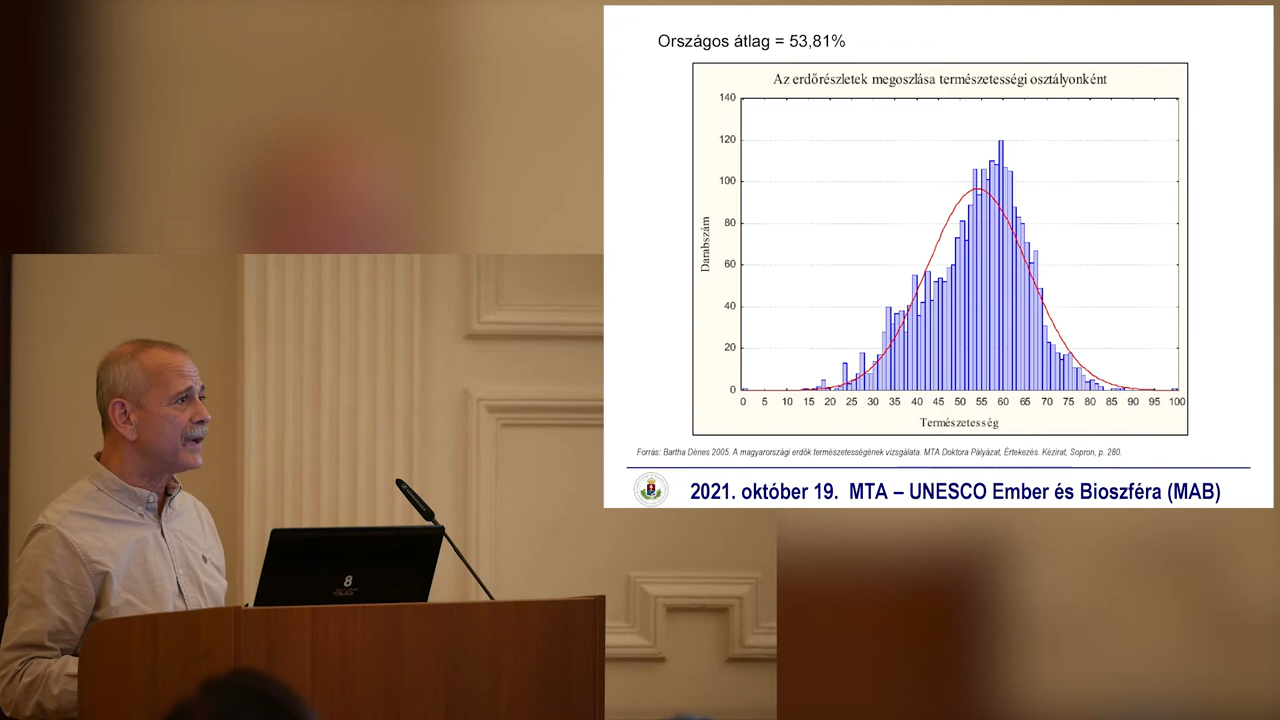 Országos átlag = 53,81%
Az erdőrészletek megoszlása természetességi osztályonként
140
120
100
80
60
40
20
0
Darabszám
0 5 10 15 20 25 30 35 40 45 50 55 60 65 70 75 80 85 90 95 100
Természetesség
Forrás: Bartha Dénes 2005. A magyarországi erdők természetességének vizsgálata. MTA Doktora Pályázat, Értekezés. Kézirat, Sopron, p. 280.
2021. október 19. MTA – UNESCO Ember és Bioszféra (MAB)
8